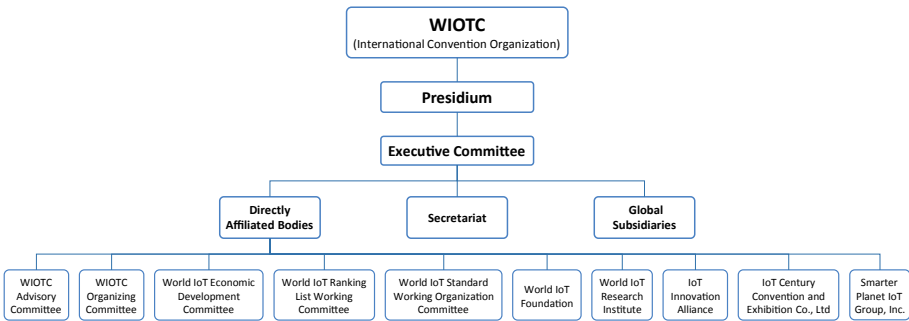 WIOTC
(International Convention Organization)
Presidium
Executive Committee
Directly
Affiliated Bodies
Secretariat
Global
Subsidiaries
WIOTC
Advisory
Committee
WIOTC
Organizing
Committee
World IoT Economic
Development
Committee
World IoT Ranking
List Working
Committee
World IoT Standard
Working Organization
Committee
World IoT
Foundation
World IoT
Research
Institute
IoT
Innovation
Alliance
IoT Century
Convention and
Exhibition Co., Ltd
Smarter
Planet IoT
Group, Inc.